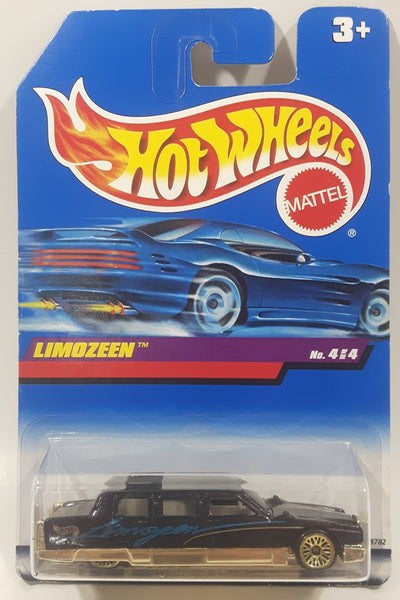 3+
HOT WHEELS
MATTEL
®
LIMOZEEN™
No. 4 OF 4
Limozeen